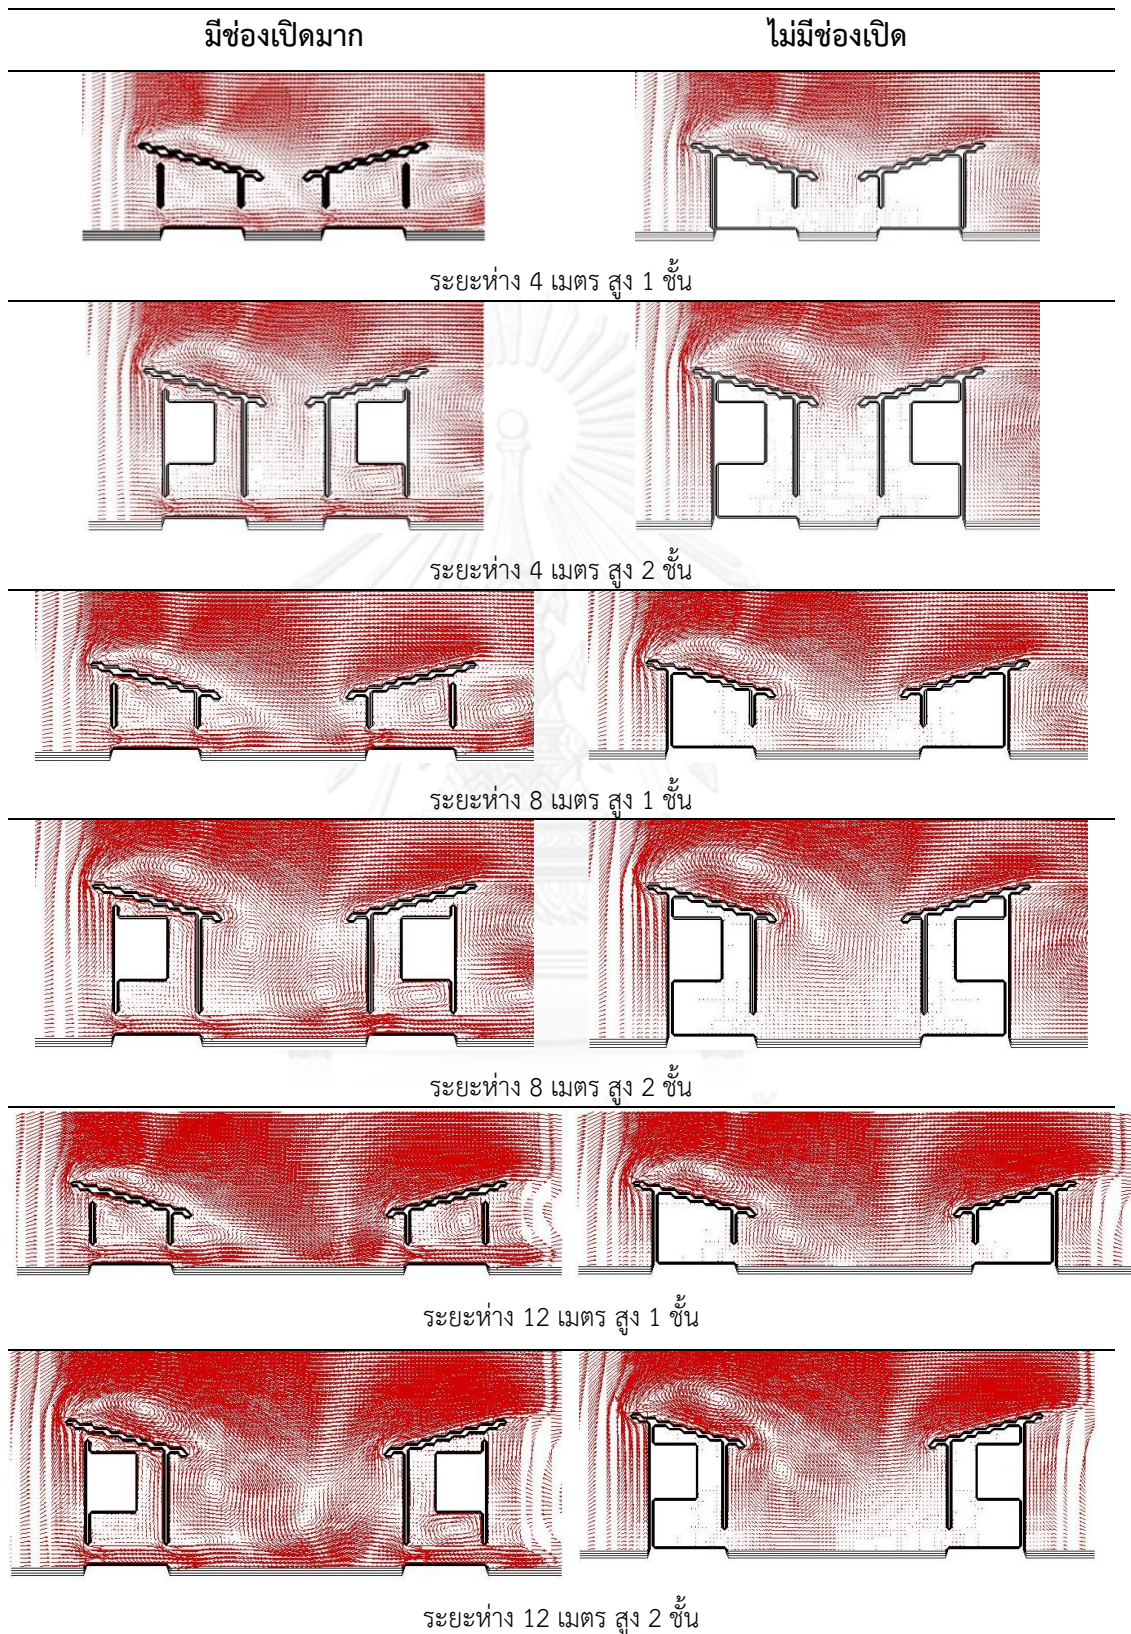 มีช่องเปิดมาก ไม่มีช่องเปิด
ระยะห่าง 4 เมตร สูง 1 ชั้น
ระยะห่าง 4 เมตร สูง 2 ชั้น
ระยะห่าง 8 เมตร สูง 1 ชั้น
ระยะห่าง 8 เมตร สูง 2 ชั้น
ระยะห่าง 12 เมตร สูง 1 ชั้น
ระยะห่าง 12 เมตร สูง 2 ชั้น